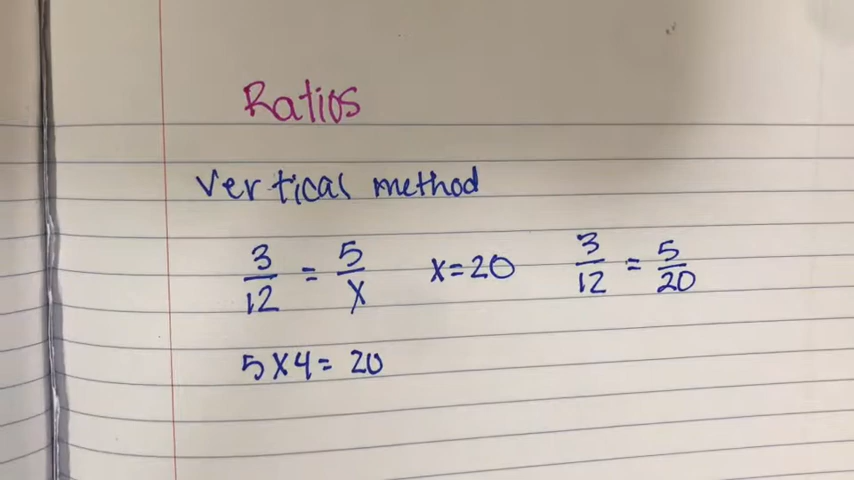 Ratios
Vertical method
3/12 = 5/x x=20 3/12 = 5/20
5x4= 20